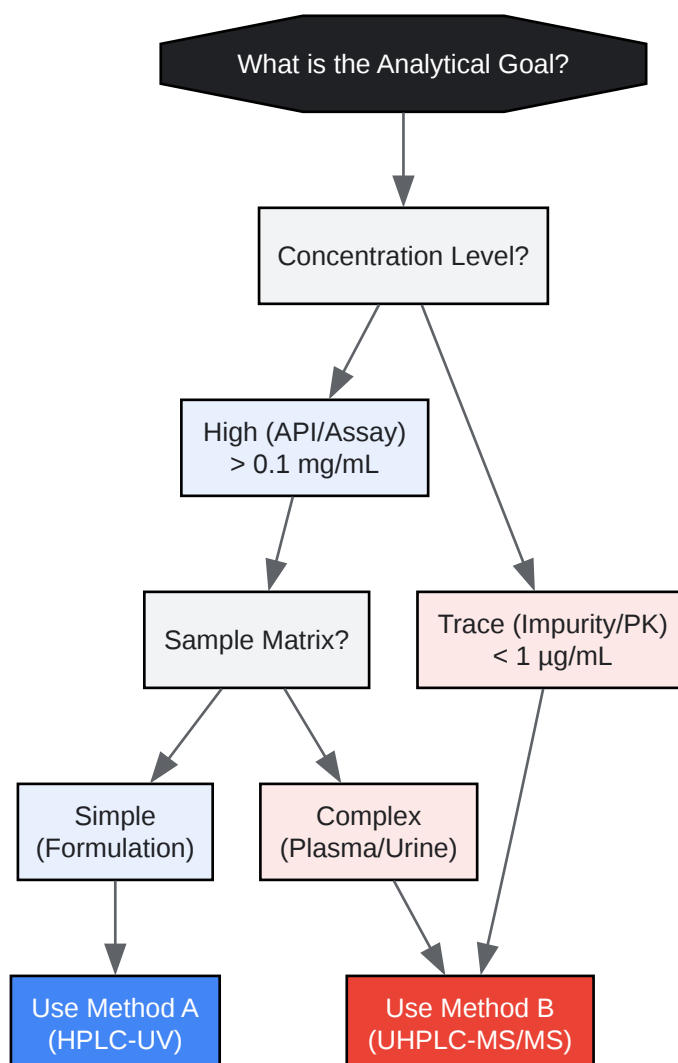 What is the Analytical Goal?
Concentration Level?
High (API/Assay)
> 0.1 mg/mL
Sample Matrix?
Trace (Impurity/PK)
< 1 µg/mL
Simple
(Formulation)
Complex
(Plasma/Urine)
Use Method A
(HPLC-UV)
Use Method B
(UHPLC-MS/MS)